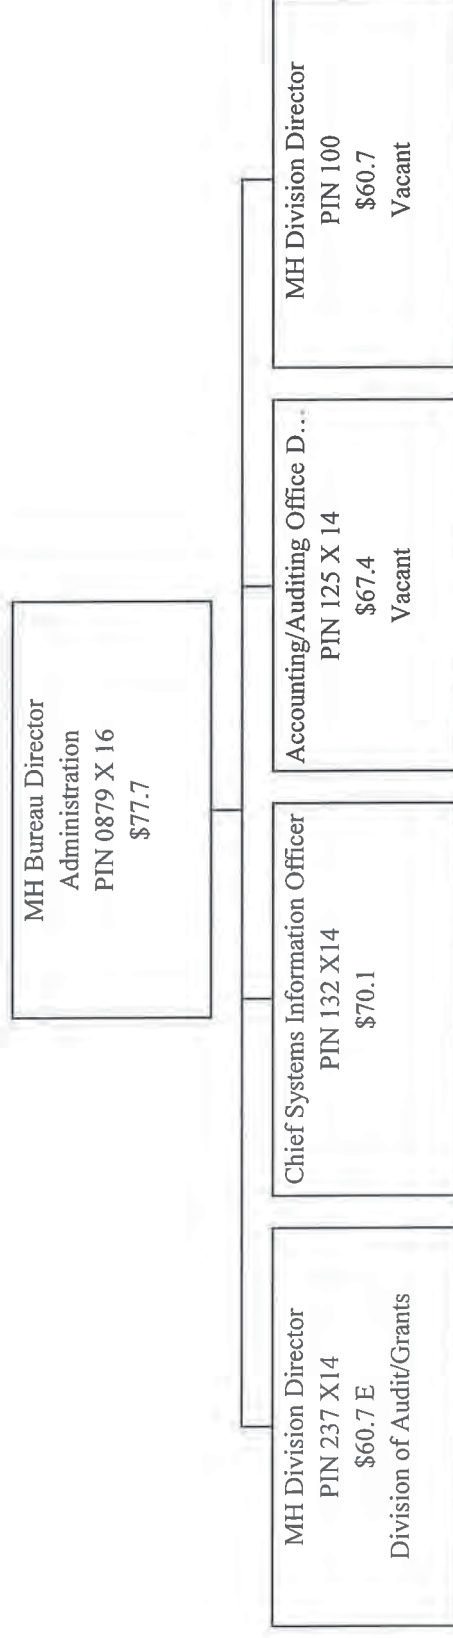 MH Bureau Director
Administration
PIN 0879 X 16
$77.7
MH Division Director
PIN 237 X14
$60.7 E
Division of Audit/Grants
Chief Systems Information Officer
PIN 132 X14
$70.1
Accounting/Auditing Office D...
PIN 125 X 14
$67.4
Vacant
MH Division Director
PIN 100
$60.7
Vacant